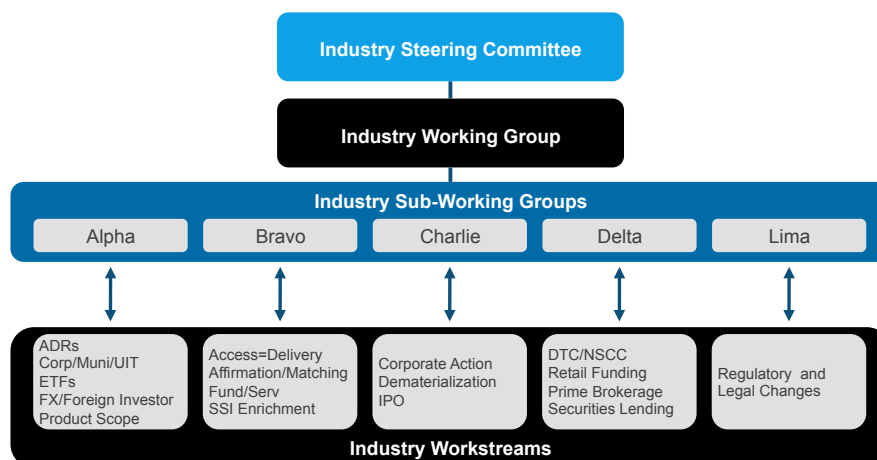 Industry Steering Committee
Industry Working Group
Industry Sub-Working Groups
Alpha
Bravo
Charlie
Delta
Lima
ADRs
Corp/Muni/UIT
ETFs
FX/Foreign Investor
Product Scope
Access=Delivery
Affirmation/Matching
Fund/Serv
SSI Enrichment
Corporate Action
Dematerialization
IPO
DTC/NSCC
Retail Funding
Prime Brokerage
Securities Lending
Regulatory and
Legal Changes
Industry Workstreams